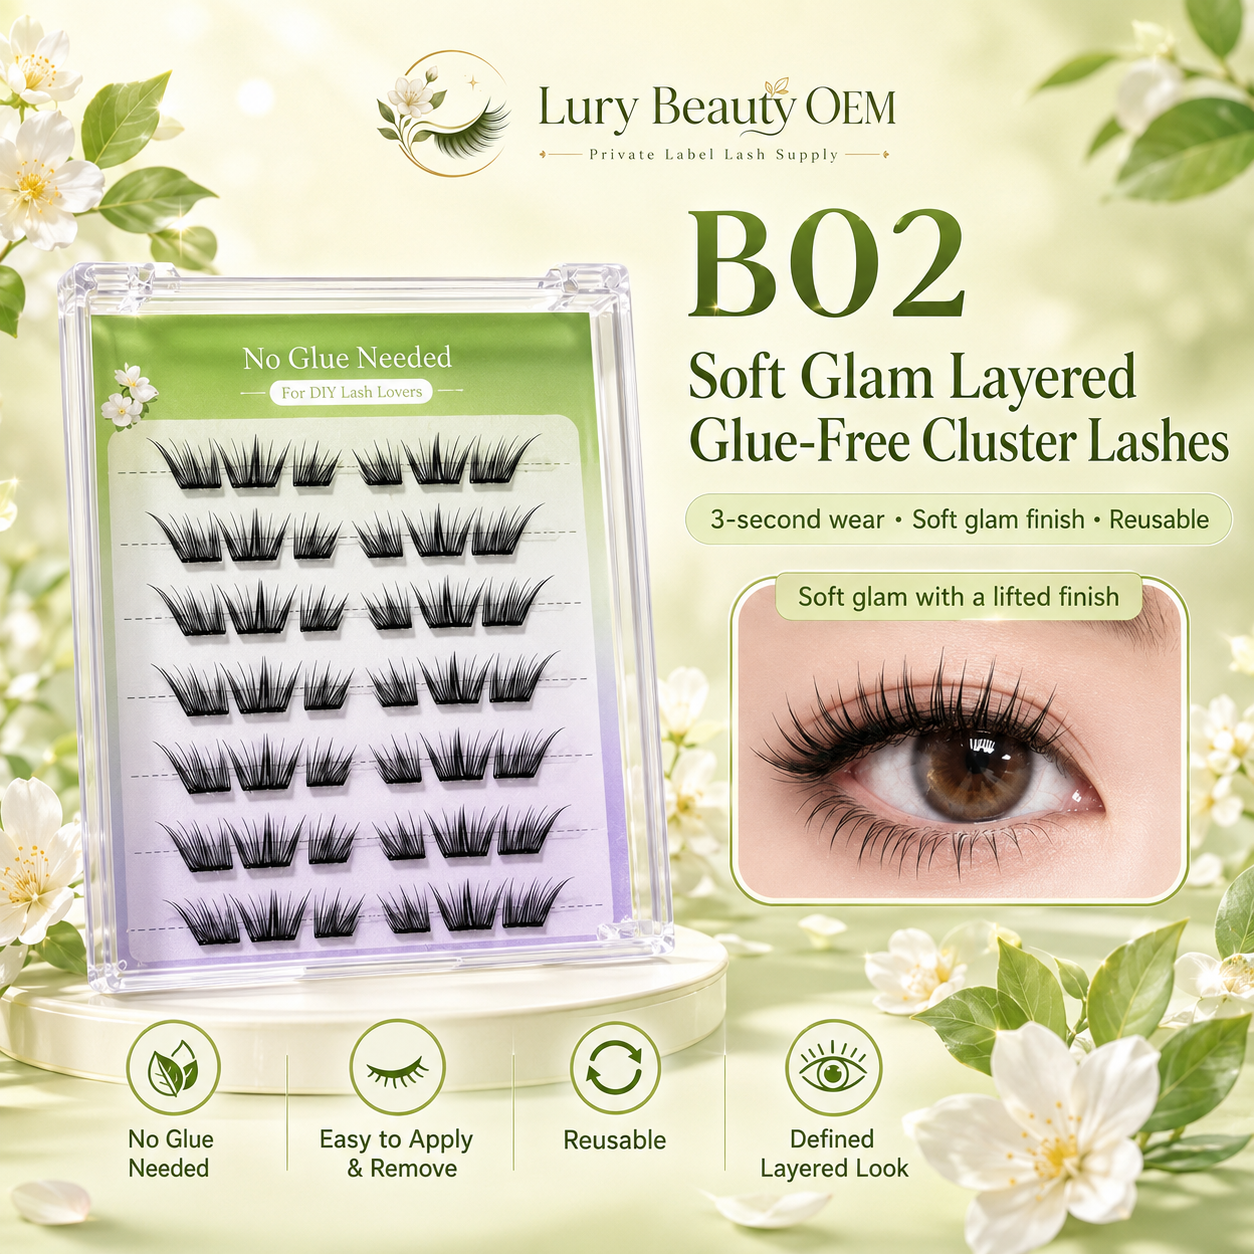 Lury Beauty OEM
Private Label Lash Supply
B02
Soft Glam Layered
Glue-Free Cluster Lashes
3-second wear • Soft glam finish • Reusable
Soft glam with a lifted finish
No Glue Needed
For DIY Lash Lovers
No Glue
Needed
Easy to Apply
& Remove
Reusable
Defined
Layered Look